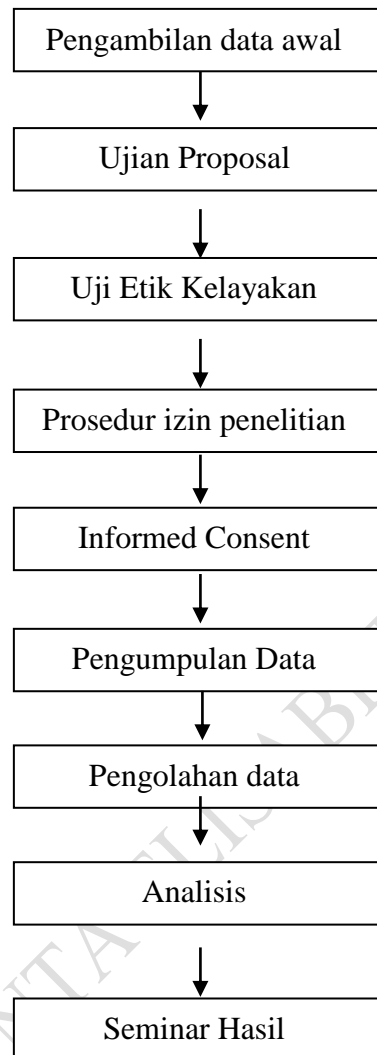 Pengambilan data awal
Ujian Proposal
Uji Etik Kelayakan
Prosedur izin penelitian
Informed Consent
Pengumpulan Data
Pengolahan data
Analisis
Seminar Hasil